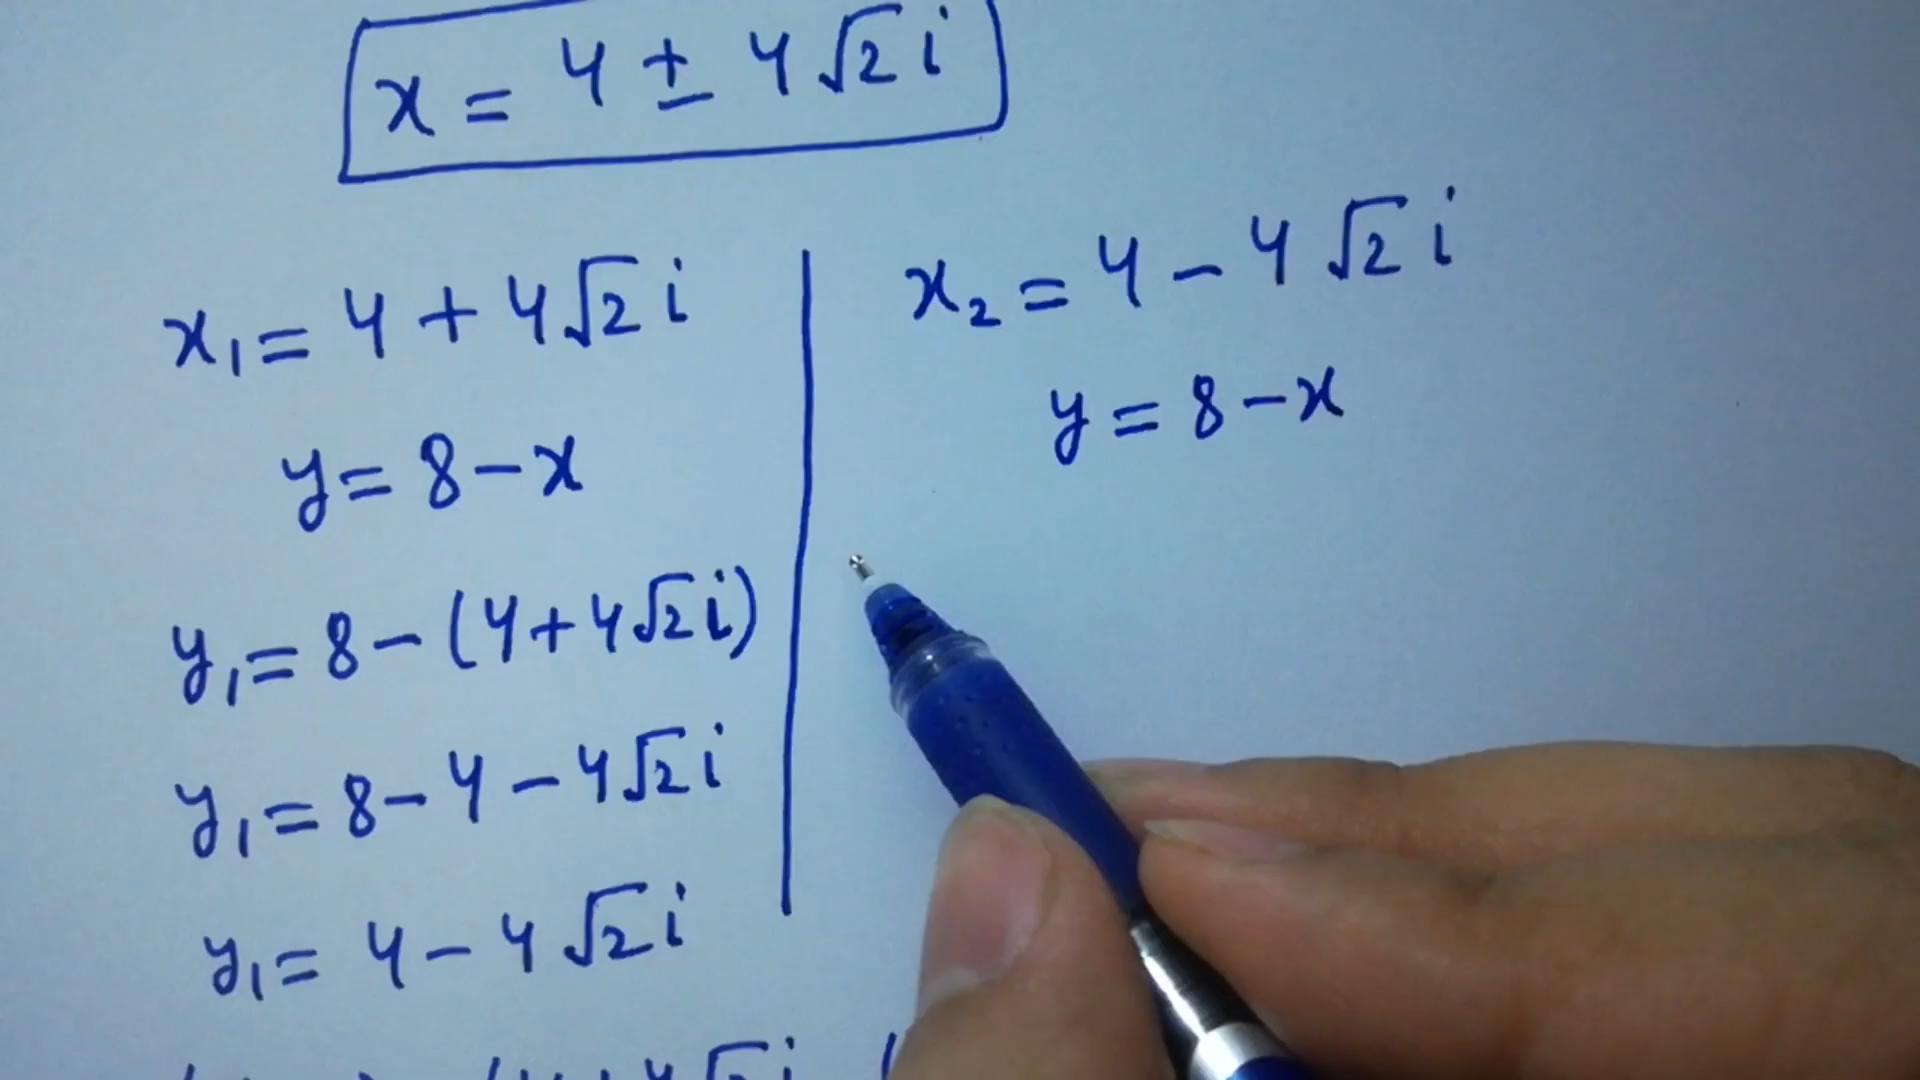 x = 4 ± 4√2 i
x₁ = 4 + 4√2 i
y = 8 - x
y₁ = 8 - (4 + 4√2 i)
y₁ = 8 - 4 - 4√2 i
y₁ = 4 - 4√2 i
x₂ = 4 - 4√2 i
y = 8 - x